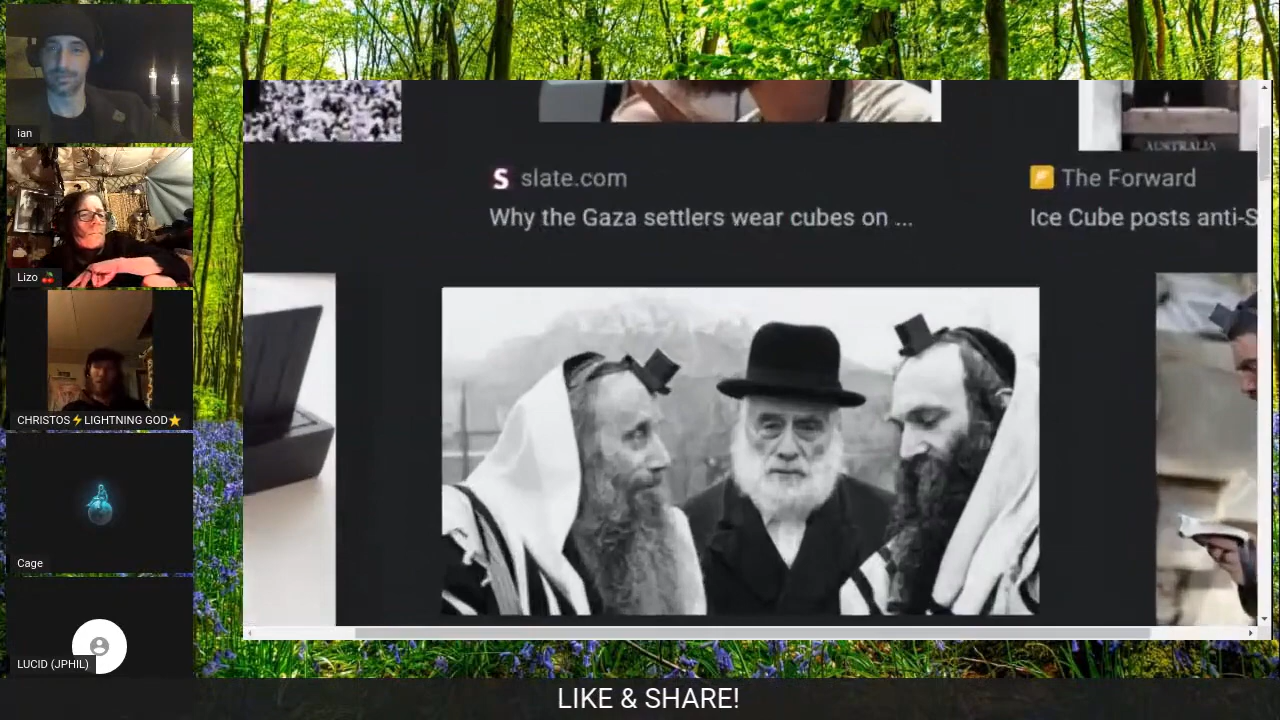 ian
Lizo 🍒
CHRISTOS⚡LIGHTNING GOD⭐
Cage
LUCID (JPHIL)
AUSTRALIA
S slate.com
Why the Gaza settlers wear cubes on ...
The Forward
Ice Cube posts anti-S
LIKE & SHARE!